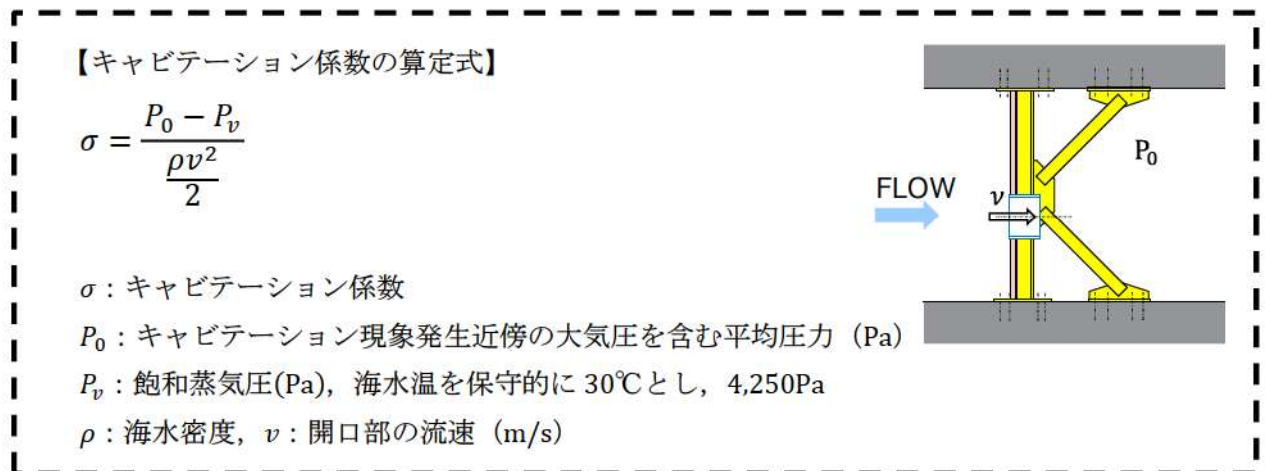 【キャビテーション係数の算定式】
σ = (P₀ − Pᵥ) / (ρv²/2)
FLOW
v
P₀
σ：キャビテーション係数
P₀：キャビテーション現象発生近傍の大気圧を含む平均圧力（Pa）
Pᵥ：飽和蒸気圧(Pa)，海水温を保守的に 30℃とし，4,250Pa
ρ：海水密度，v：開口部の流速（m/s）